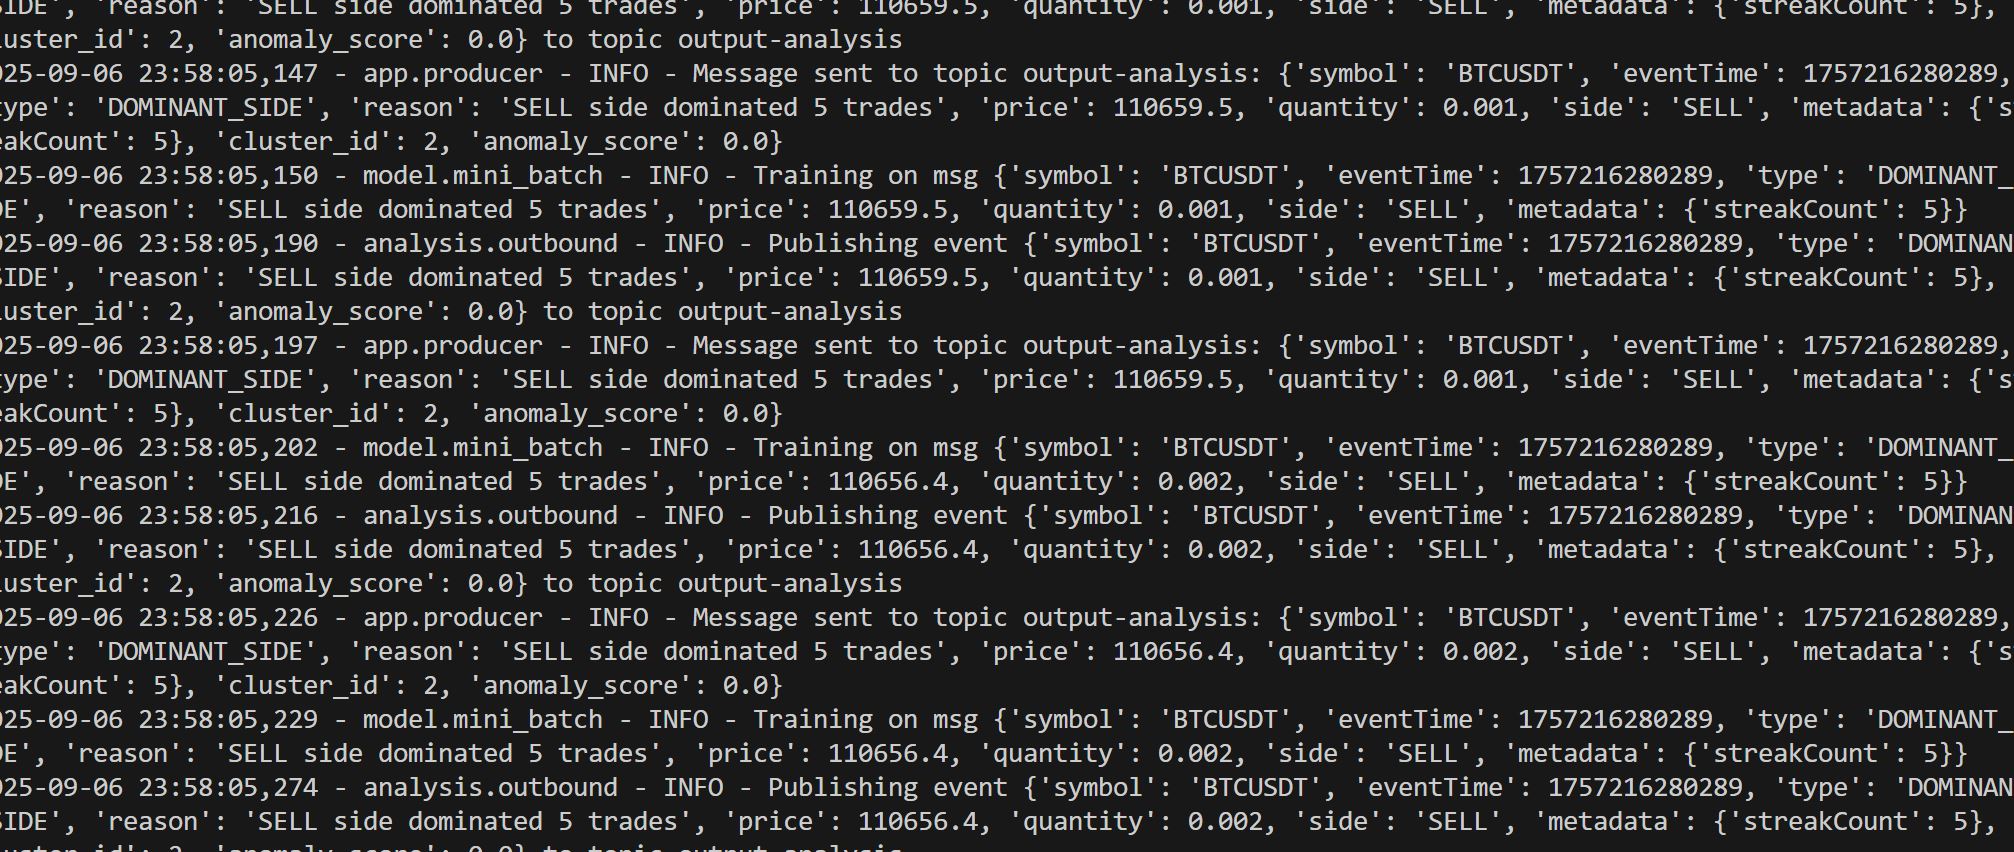 SIDE', 'reason': 'SELL side dominated 5 trades', 'price': 110659.5, 'quantity': 0.001, 'side': 'SELL', 'metadata': {'streakCount': 5},
luster_id': 2, 'anomaly_score': 0.0} to topic output-analysis
025-09-06 23:58:05,147 - app.producer - INFO - Message sent to topic output-analysis: {'symbol': 'BTCUSDT', 'eventTime': 1757216280289,
type': 'DOMINANT_SIDE', 'reason': 'SELL side dominated 5 trades', 'price': 110659.5, 'quantity': 0.001, 'side': 'SELL', 'metadata': {'s
eakCount': 5}, 'cluster_id': 2, 'anomaly_score': 0.0}
025-09-06 23:58:05,150 - model.mini_batch - INFO - Training on msg {'symbol': 'BTCUSDT', 'eventTime': 1757216280289, 'type': 'DOMINANT_
DE', 'reason': 'SELL side dominated 5 trades', 'price': 110659.5, 'quantity': 0.001, 'side': 'SELL', 'metadata': {'streakCount': 5}}
025-09-06 23:58:05,190 - analysis.outbound - INFO - Publishing event {'symbol': 'BTCUSDT', 'eventTime': 1757216280289, 'type': 'DOMINAN
SIDE', 'reason': 'SELL side dominated 5 trades', 'price': 110659.5, 'quantity': 0.001, 'side': 'SELL', 'metadata': {'streakCount': 5},
luster_id': 2, 'anomaly_score': 0.0} to topic output-analysis
025-09-06 23:58:05,197 - app.producer - INFO - Message sent to topic output-analysis: {'symbol': 'BTCUSDT', 'eventTime': 1757216280289,
type': 'DOMINANT_SIDE', 'reason': 'SELL side dominated 5 trades', 'price': 110659.5, 'quantity': 0.001, 'side': 'SELL', 'metadata': {'s
eakCount': 5}, 'cluster_id': 2, 'anomaly_score': 0.0}
025-09-06 23:58:05,202 - model.mini_batch - INFO - Training on msg {'symbol': 'BTCUSDT', 'eventTime': 1757216280289, 'type': 'DOMINANT_
DE', 'reason': 'SELL side dominated 5 trades', 'price': 110656.4, 'quantity': 0.002, 'side': 'SELL', 'metadata': {'streakCount': 5}}
025-09-06 23:58:05,216 - analysis.outbound - INFO - Publishing event {'symbol': 'BTCUSDT', 'eventTime': 1757216280289, 'type': 'DOMINAN
SIDE', 'reason': 'SELL side dominated 5 trades', 'price': 110656.4, 'quantity': 0.002, 'side': 'SELL', 'metadata': {'streakCount': 5},
luster_id': 2, 'anomaly_score': 0.0} to topic output-analysis
025-09-06 23:58:05,226 - app.producer - INFO - Message sent to topic output-analysis: {'symbol': 'BTCUSDT', 'eventTime': 1757216280289,
type': 'DOMINANT_SIDE', 'reason': 'SELL side dominated 5 trades', 'price': 110656.4, 'quantity': 0.002, 'side': 'SELL', 'metadata': {'s
eakCount': 5}, 'cluster_id': 2, 'anomaly_score': 0.0}
025-09-06 23:58:05,229 - model.mini_batch - INFO - Training on msg {'symbol': 'BTCUSDT', 'eventTime': 1757216280289, 'type': 'DOMINANT_
DE', 'reason': 'SELL side dominated 5 trades', 'price': 110656.4, 'quantity': 0.002, 'side': 'SELL', 'metadata': {'streakCount': 5}}
025-09-06 23:58:05,274 - analysis.outbound - INFO - Publishing event {'symbol': 'BTCUSDT', 'eventTime': 1757216280289, 'type': 'DOMINAN
SIDE', 'reason': 'SELL side dominated 5 trades', 'price': 110656.4, 'quantity': 0.002, 'side': 'SELL', 'metadata': {'streakCount': 5},
luster_id': 2, 'anomaly_score': 0.0} to topic output-analysis